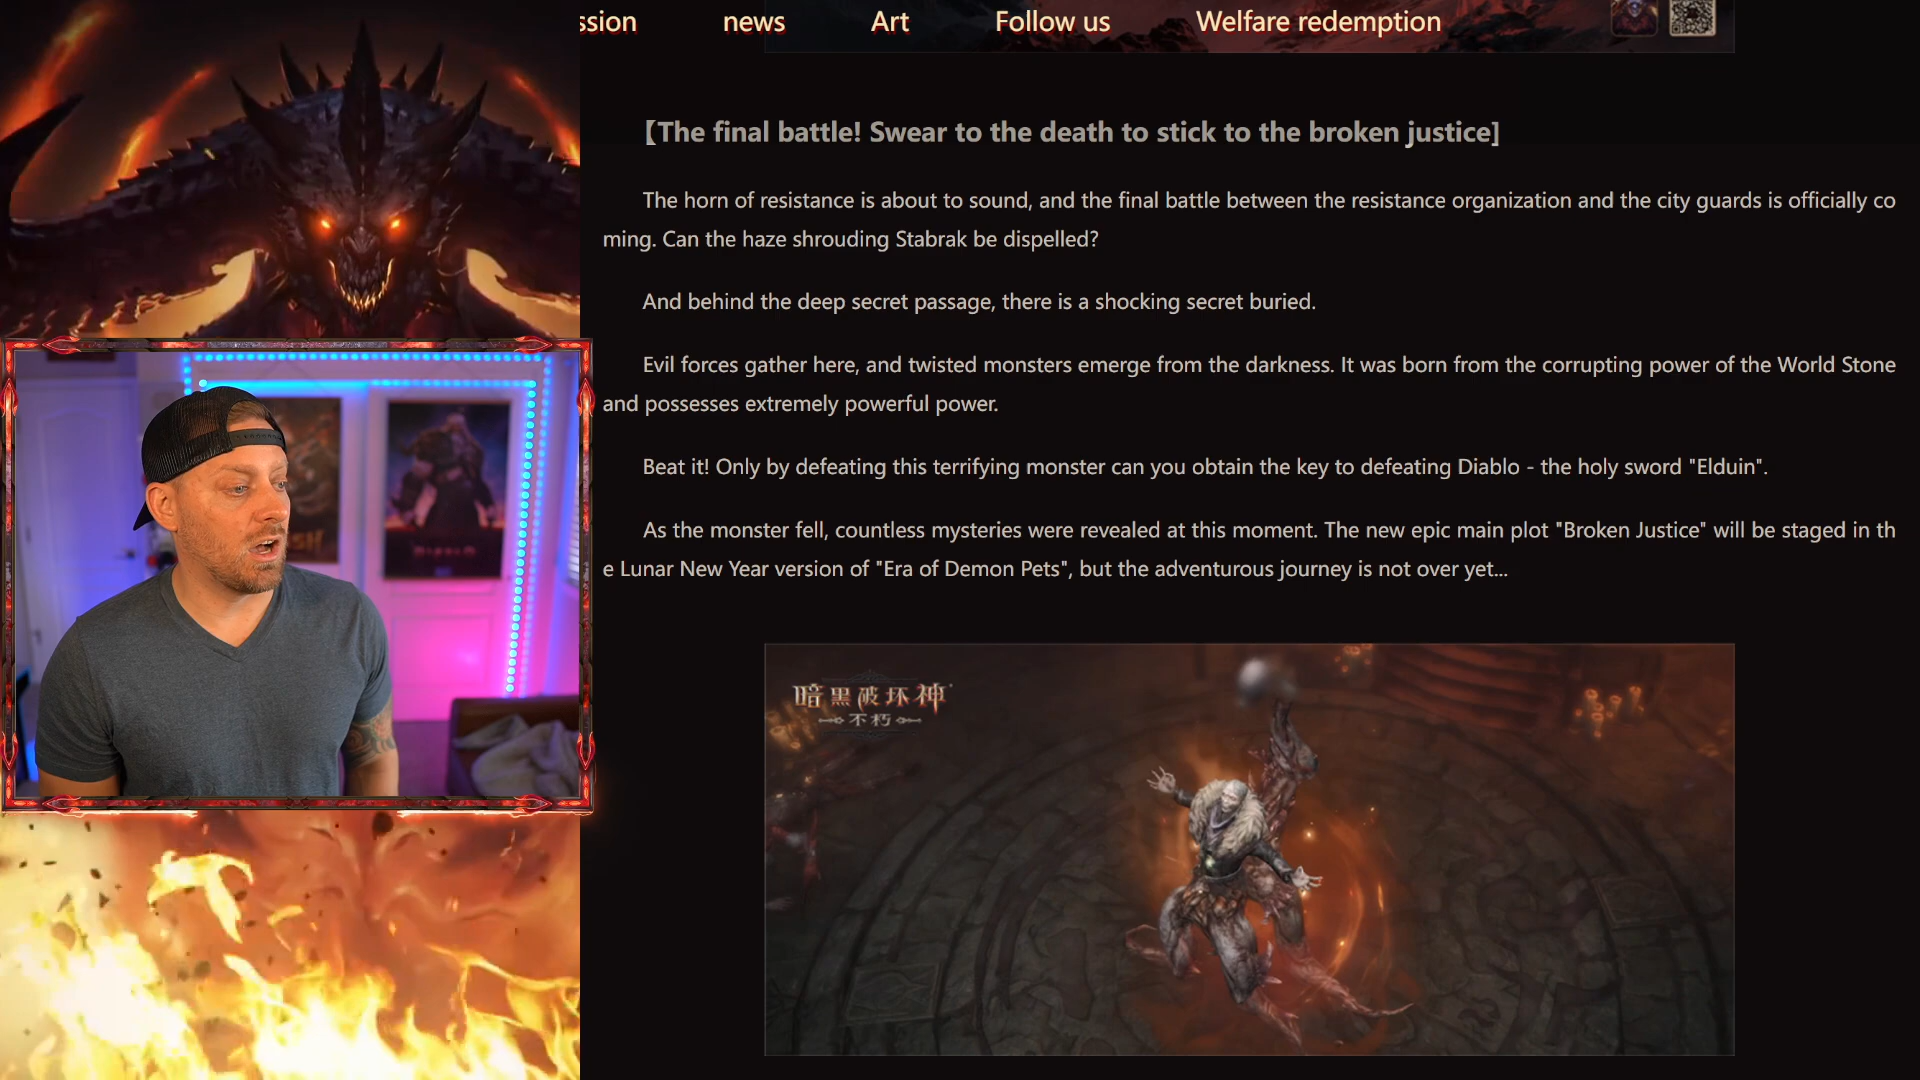 ssion news Art Follow us Welfare redemption
【The final battle! Swear to the death to stick to the broken justice]
The horn of resistance is about to sound, and the final battle between the resistance organization and the city guards is officially co
ming. Can the haze shrouding Stabrak be dispelled?
And behind the deep secret passage, there is a shocking secret buried.
Evil forces gather here, and twisted monsters emerge from the darkness. It was born from the corrupting power of the World Stone
and possesses extremely powerful power.
Beat it! Only by defeating this terrifying monster can you obtain the key to defeating Diablo - the holy sword "Elduin".
As the monster fell, countless mysteries were revealed at this moment. The new epic main plot "Broken Justice" will be staged in th
e Lunar New Year version of "Era of Demon Pets", but the adventurous journey is not over yet...
暗黑破坏神
不朽
DIABLO